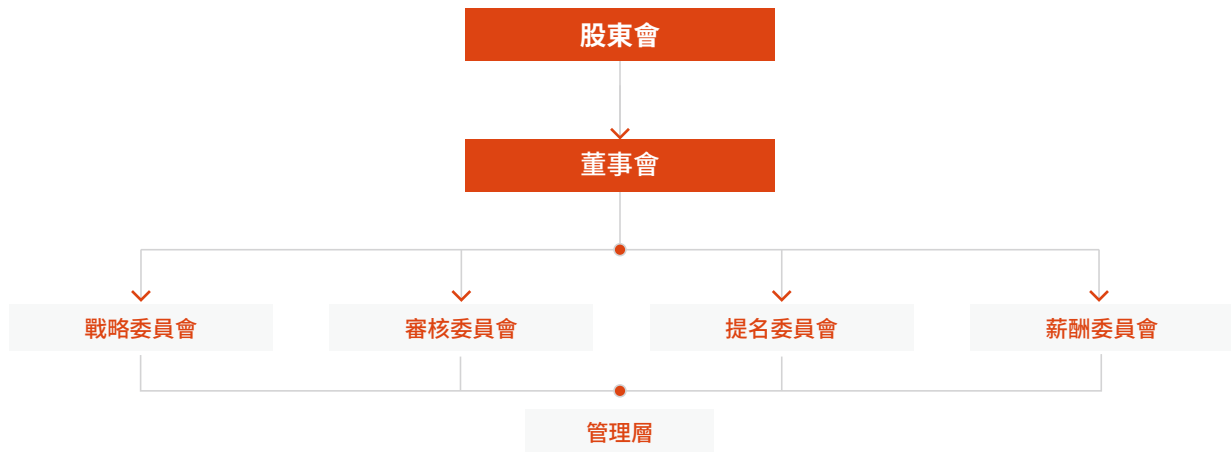 股東會
董事會
戰略委員會
審核委員會
提名委員會
薪酬委員會
管理層